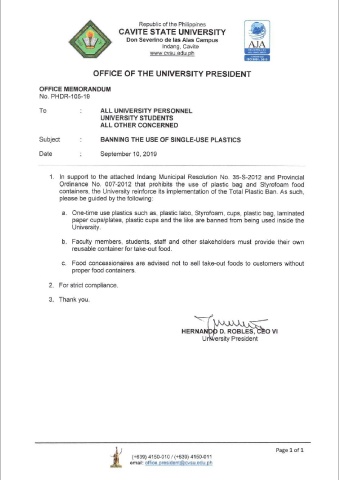 Republic of the Philippines
CAVITE STATE UNIVERSITY
Don Severino de las Alas Campus
Indang, Cavite
www.cvsu.edu.ph
AJA
OFFICE OF THE UNIVERSITY PRESIDENT
OFFICE MEMORANDUM
No. PHDR-105-19
To : ALL UNIVERSITY PERSONNEL
UNIVERSITY STUDENTS
ALL OTHER CONCERNED
Subject : BANNING THE USE OF SINGLE-USE PLASTICS
Date : September 10, 2019
1. In support to the attached Indang Municipal Resolution No. 35-S-2012 and Provincial
Ordinance No. 007-2012 that prohibits the use of plastic bag and Styrofoam food
containers, the University reinforce its implementation of the Total Plastic Ban. As such,
please be guided by the following:
a. One-time use plastics such as, plastic labo, Styrofoam, cups, plastic bag, laminated
paper cups/plates, plastic cups and the like are banned from being used inside the
University.
b. Faculty members, students, staff and other stakeholders must provide their own
reusable container for take-out food.
c. Food concessionaires are advised not to sell take-out foods to customers without
proper food containers.
2. For strict compliance.
3. Thank you.
HERNANDO D. ROBLES, CEO VI
University President
Page 1 of 1
(+639) 4150-010 / (+639) 4150-011
email: office.president@cvsu.edu.ph